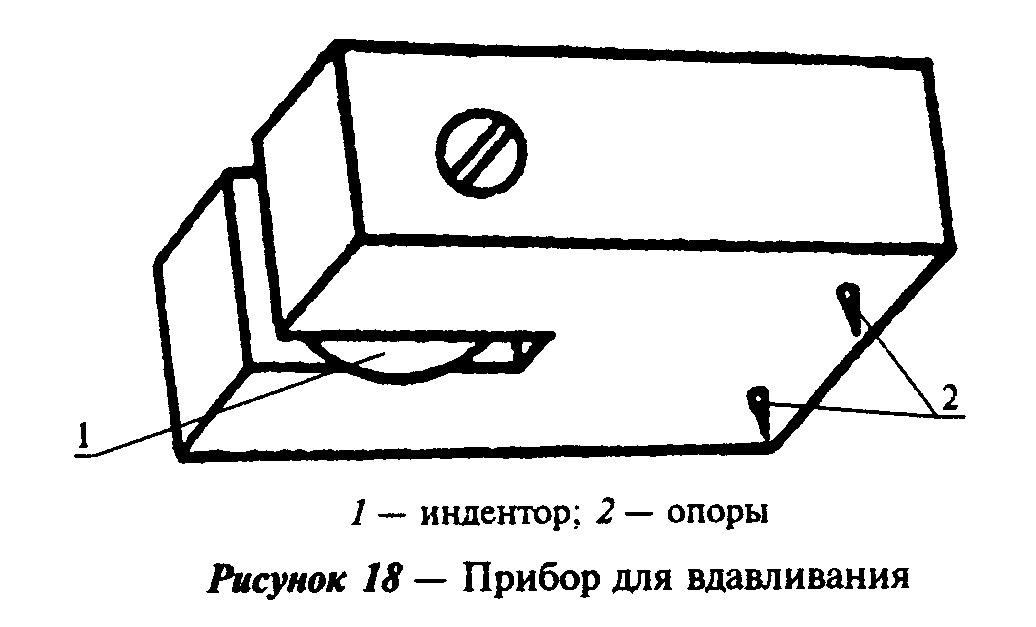 1
2
1 — индентор; 2 — опоры
Рисунок 18 — Прибор для вдавливания